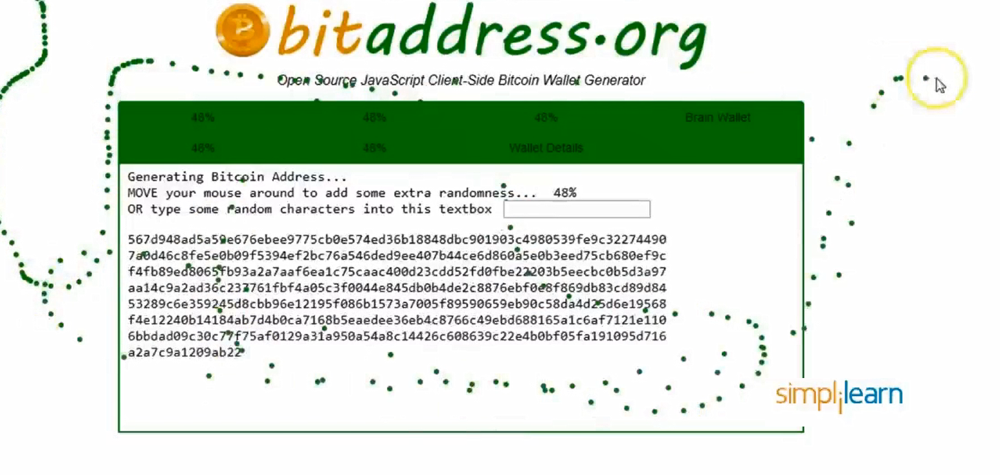 bitaddress.org
Open Source JavaScript Client-Side Bitcoin Wallet Generator
48% 48% 48% Brain Wallet
48% 48% Wallet Details
Generating Bitcoin Address...
MOVE your mouse around to add some extra randomness... 48%
OR type some random characters into this textbox
567d948ad5a59e676ebee9775cb0e574ed36b18848dbc901903c4980539fe9c32274490
7a0d46c8fe5e0b09f5394ef2bc76a546ded9ee407b44ce6d860a5e0b3eed75cb680ef9c
f4fb89ed8065fb93a2a7aaf6ea1c75caac400d23cdd52fd0fbe22203b5eecbc0b5d3a97
aa14c9a2ad36c237761fbf4a05c3f0044e845db0b4de2c8876ebf0e8f869db83cd89d84
53289c6e359245d8cbb96e12195f086b1573a7005f89590659eb90c58da4d25d6e19568
f4e12240b14184ab7d4b0ca7168b5eaedee36eb4c8766c49ebd688165a1c6af7121e110
6bbdad09c30c77f75af0129a31a950a54a8c14426c608639c22e4b0bf05fa191095d716
a2a7c9a1209ab22
simplilearn